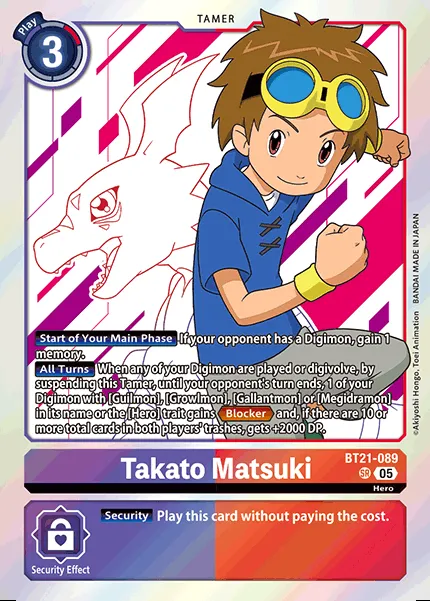 Play
3
TAMER
Start of Your Main Phase If your opponent has a Digimon, gain 1
memory.
All Turns When any of your Digimon are played or digivolve, by
suspending this Tamer, until your opponent's turn ends, 1 of your
Digimon with [Guilmon], [Growlmon], [Gallantmon] or [Megidramon]
in its name or the [Hero] trait gains Blocker and, if there are 10 or
more total cards in both players' trashes, gets +2000 DP.
©Akiyoshi Hongo, Toei Animation BANDAI MADE IN JAPAN
Takato Matsuki
BT21-089
SR 05
Hero
Security Play this card without paying the cost.
Security Effect